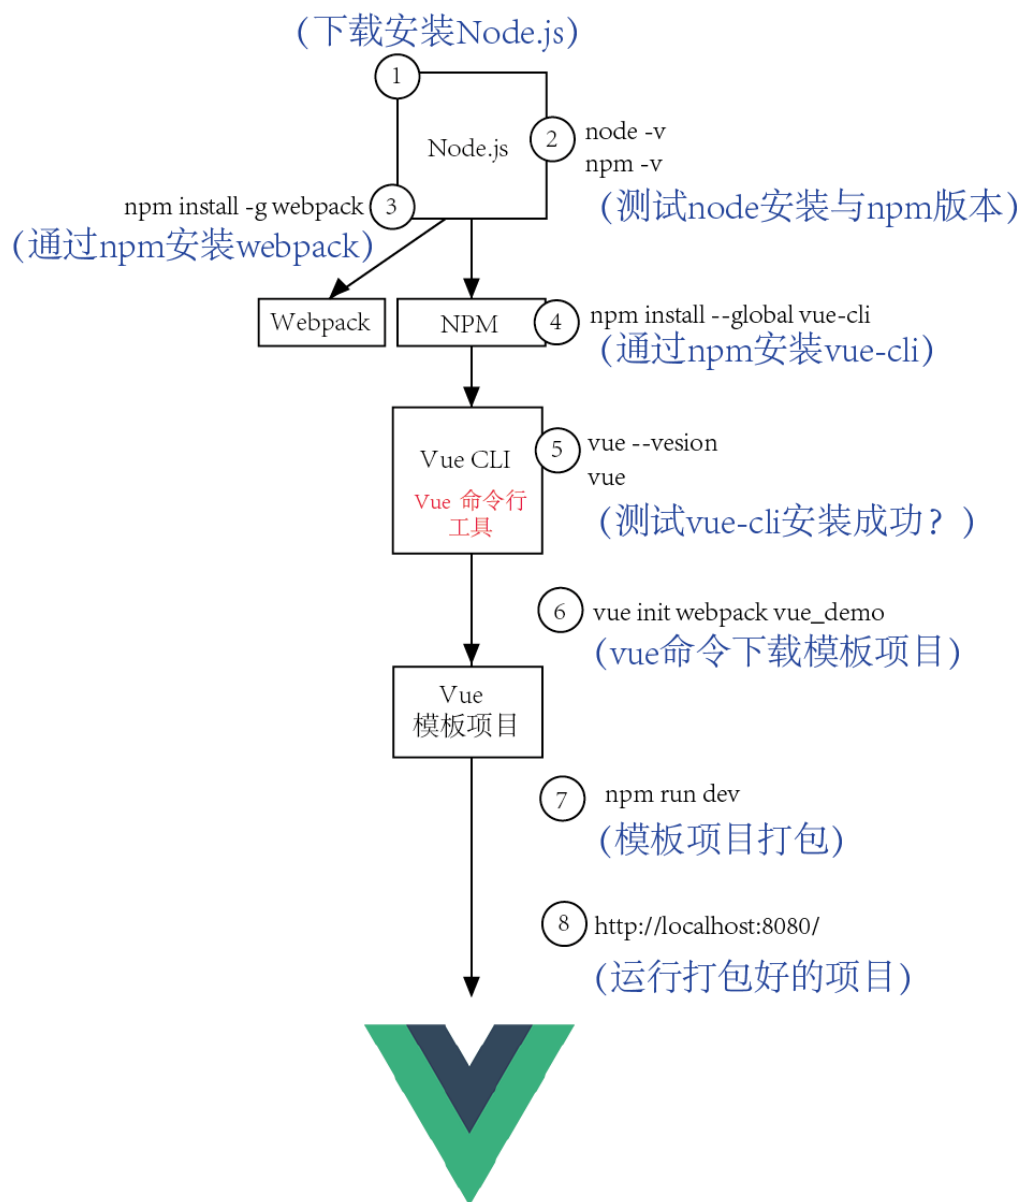 (下载安装Node.js)
1
Node.js
2
node -v
npm -v
(测试node安装与npm版本)
npm install -g webpack
3
(通过npm安装webpack)
Webpack
NPM
4
npm install --global vue-cli
(通过npm安装vue-cli)
Vue CLI
Vue 命令行
工具
5
vue --vesion
vue
(测试vue-cli安装成功？)
6
vue init webpack vue_demo
(vue命令下载模板项目)
Vue
模板项目
7
npm run dev
(模板项目打包)
8
http://localhost:8080/
(运行打包好的项目)